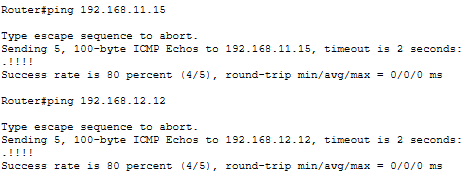 Router#ping 192.168.11.15
Type escape sequence to abort.
Sending 5, 100-byte ICMP Echos to 192.168.11.15, timeout is 2 seconds:
.!!!!
Success rate is 80 percent (4/5), round-trip min/avg/max = 0/0/0 ms
Router#ping 192.168.12.12
Type escape sequence to abort.
Sending 5, 100-byte ICMP Echos to 192.168.12.12, timeout is 2 seconds:
.!!!!
Success rate is 80 percent (4/5), round-trip min/avg/max = 0/0/0 ms